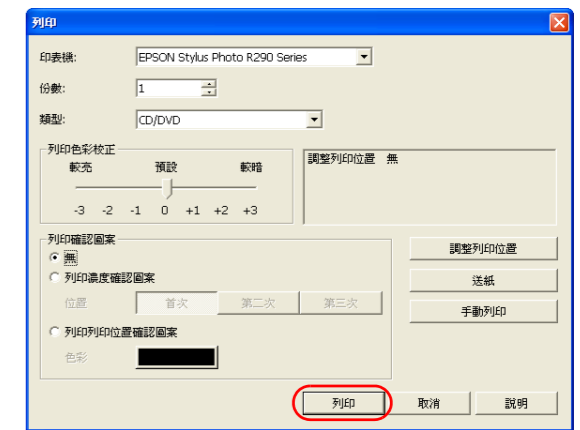 列印
印表機: EPSON Stylus Photo R290 Series
份數: 1
類型: CD/DVD
列印色彩校正
較亮 預設 較暗
-3 -2 -1 0 +1 +2 +3
調整列印位置 無
列印確認圖案
無
列印濃度確認圖案
位置 首次 第二次 第三次
列印列印位置確認圖案
色彩
調整列印位置
送紙
手動列印
列印 取消 說明